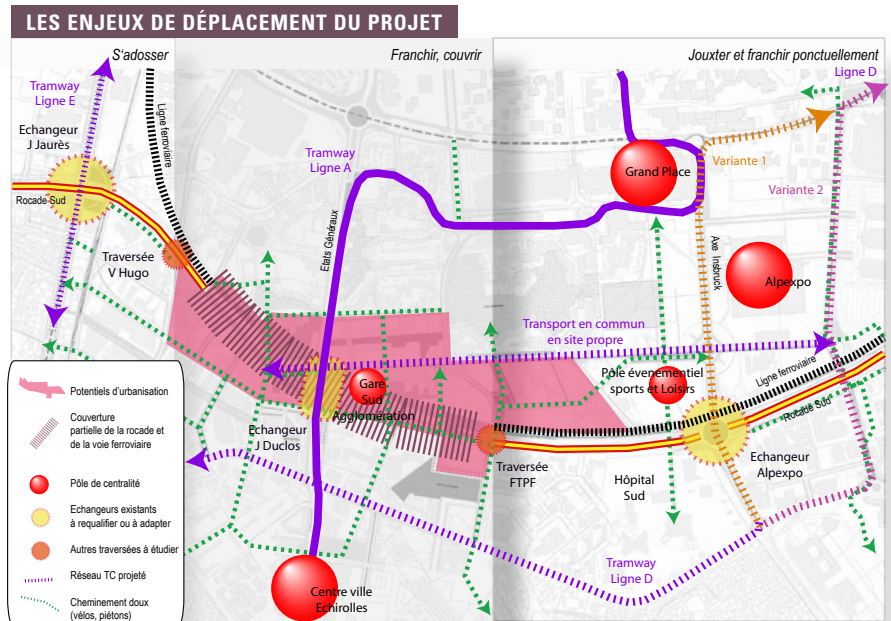 LES ENJEUX DE DÉPLACEMENT DU PROJET
S'adosser
Franchir, couvrir
Jouxter et franchir ponctuellement
Tramway
Ligne E
Ligne ferroviaire
Ligne D
Echangeur
J Jaurès
Tramway
Ligne A
Variante 1
Grand Place
Variante 2
Rocade Sud
Etats Généraux
Axe Insbruck
Traversée
V Hugo
Alpexpo
Transport en commun
en site propre
Ligne ferroviaire
Pôle évenementiel
sports et Loisirs
Gare
Sud
Agglomération
Rocade Sud
Echangeur
J Duclos
Traversée
FTPF
Hôpital
Sud
Echangeur
Alpexpo
Tramway
Ligne D
Centre ville
Echirolles
Potentiels d'urbanisation
Couverture
partielle de la rocade et
de la voie ferroviaire
Pôle de centralité
Echangeurs existants
à requalifier ou à adapter
Autres traversées à étudier
Réseau TC projeté
Cheminement doux
(vélos, piétons)